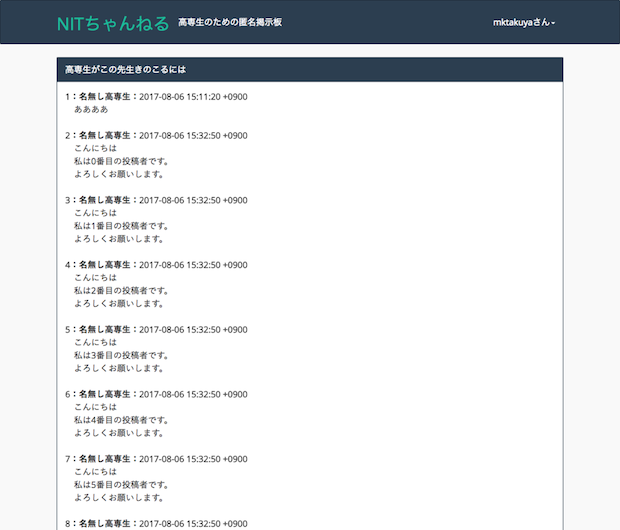 NITちゃんねる 高専生のための匿名掲示板 mktakuyaさん
高専生がこの先生きのこるには
1：名無し高専生：2017-08-06 15:11:20 +0900
ああああ
2：名無し高専生：2017-08-06 15:32:50 +0900
こんにちは
私は0番目の投稿者です。
よろしくお願いします。
3：名無し高専生：2017-08-06 15:32:50 +0900
こんにちは
私は1番目の投稿者です。
よろしくお願いします。
4：名無し高専生：2017-08-06 15:32:50 +0900
こんにちは
私は2番目の投稿者です。
よろしくお願いします。
5：名無し高専生：2017-08-06 15:32:50 +0900
こんにちは
私は3番目の投稿者です。
よろしくお願いします。
6：名無し高専生：2017-08-06 15:32:50 +0900
こんにちは
私は4番目の投稿者です。
よろしくお願いします。
7：名無し高専生：2017-08-06 15:32:50 +0900
こんにちは
私は5番目の投稿者です。
よろしくお願いします。
8：名無し高専生：2017-08-06 15:32:50 +0900